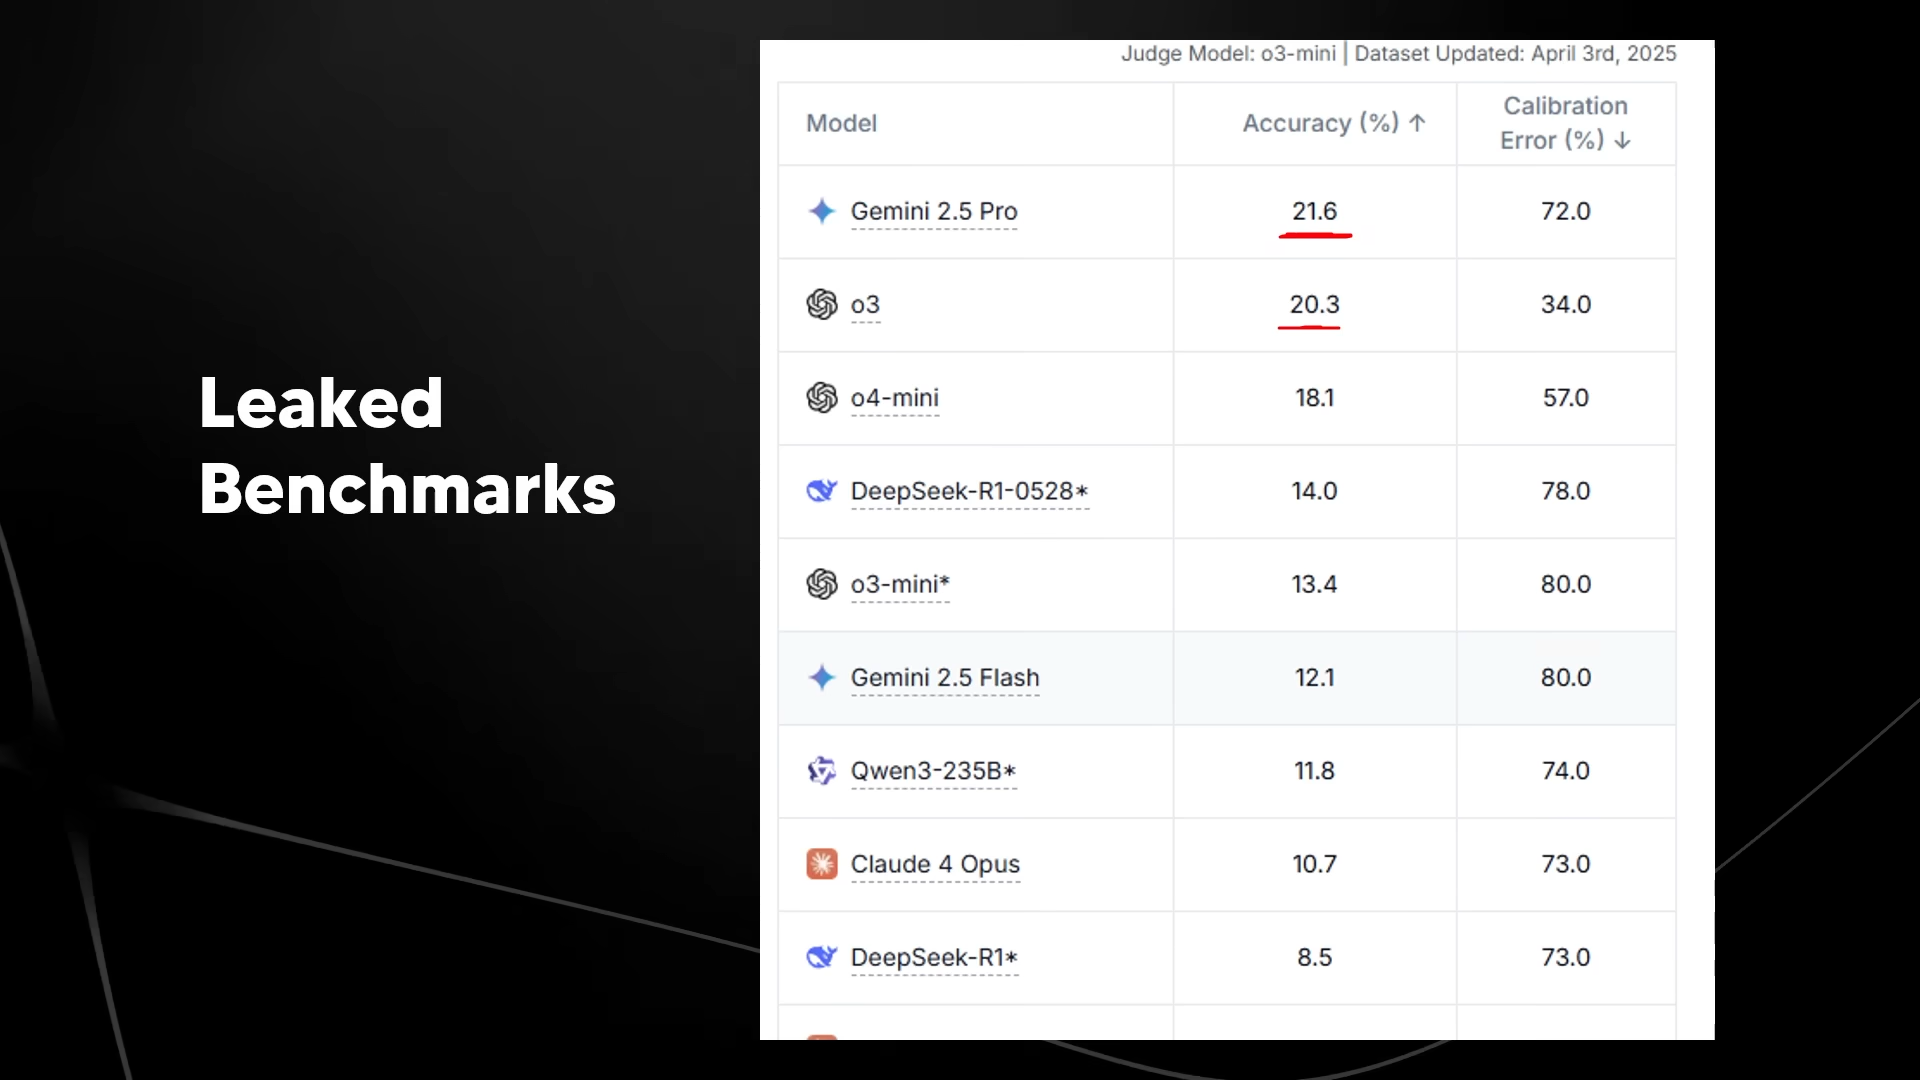 Leaked
Benchmarks
Judge Model: o3-mini | Dataset Updated: April 3rd, 2025
Model Accuracy (%) ↑ Calibration Error (%) ↓
Gemini 2.5 Pro 21.6 72.0
o3 20.3 34.0
o4-mini 18.1 57.0
DeepSeek-R1-0528* 14.0 78.0
o3-mini* 13.4 80.0
Gemini 2.5 Flash 12.1 80.0
Qwen3-235B* 11.8 74.0
Claude 4 Opus 10.7 73.0
DeepSeek-R1* 8.5 73.0